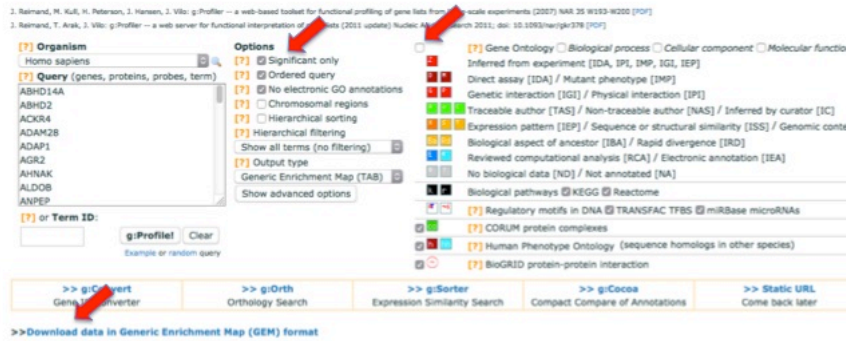 J. Reimand, M. Kull, H. Peterson, J. Hansen, J. Vilo: g:Profiler -- a web-based toolset for functional profiling of gene lists from large-scale experiments (2007) NAR 35 W193-W200 [PDF]
J. Reimand, T. Arak, J. Vilo: g:Profiler -- a web server for functional interpretation of gene lists (2011 update) Nucleic Acids Research 2011; doi: 10.1093/nar/gkr378 [PDF]
[?] Organism
Homo sapiens
[?] Query (genes, proteins, probes, term)
ABHD14A
ABHD2
ACKR4
ADAM28
ADAP1
AGR2
AHNAK
ALDOB
ANPEP
[?] or Term ID:
g:Profile! Clear
Example or random query
Options
[?] Significant only
[?] Ordered query
[?] No electronic GO annotations
[?] Chromosomal regions
[?] Hierarchical sorting
[?] Hierarchical filtering
Show all terms (no filtering)
[?] Output type
Generic Enrichment Map (TAB)
Show advanced options
[?] Gene Ontology Biological process Cellular component Molecular functio
Inferred from experiment [IDA, IPI, IMP, IGI, IEP]
Direct assay [IDA] / Mutant phenotype [IMP]
Genetic interaction [IGI] / Physical interaction [IPI]
Traceable author [TAS] / Non-traceable author [NAS] / Inferred by curator [IC]
Expression pattern [IEP] / Sequence or structural similarity [ISS] / Genomic conte
Biological aspect of ancestor [IBA] / Rapid divergence [IRD]
Reviewed computational analysis [RCA] / Electronic annotation [IEA]
No biological data [ND] / Not annotated [NA]
Biological pathways KEGG Reactome
[?] Regulatory motifs in DNA TRANSFAC TFBS miRBase microRNAs
[?] CORUM protein complexes
[?] Human Phenotype Ontology (sequence homologs in other species)
[?] BioGRID protein-protein interaction
>> g:Convert
Gene ID Converter
>> g:Orth
Orthology Search
>> g:Sorter
Expression Similarity Search
>> g:Cocoa
Compact Compare of Annotations
>> Static URL
Come back later
>>Download data in Generic Enrichment Map (GEM) format